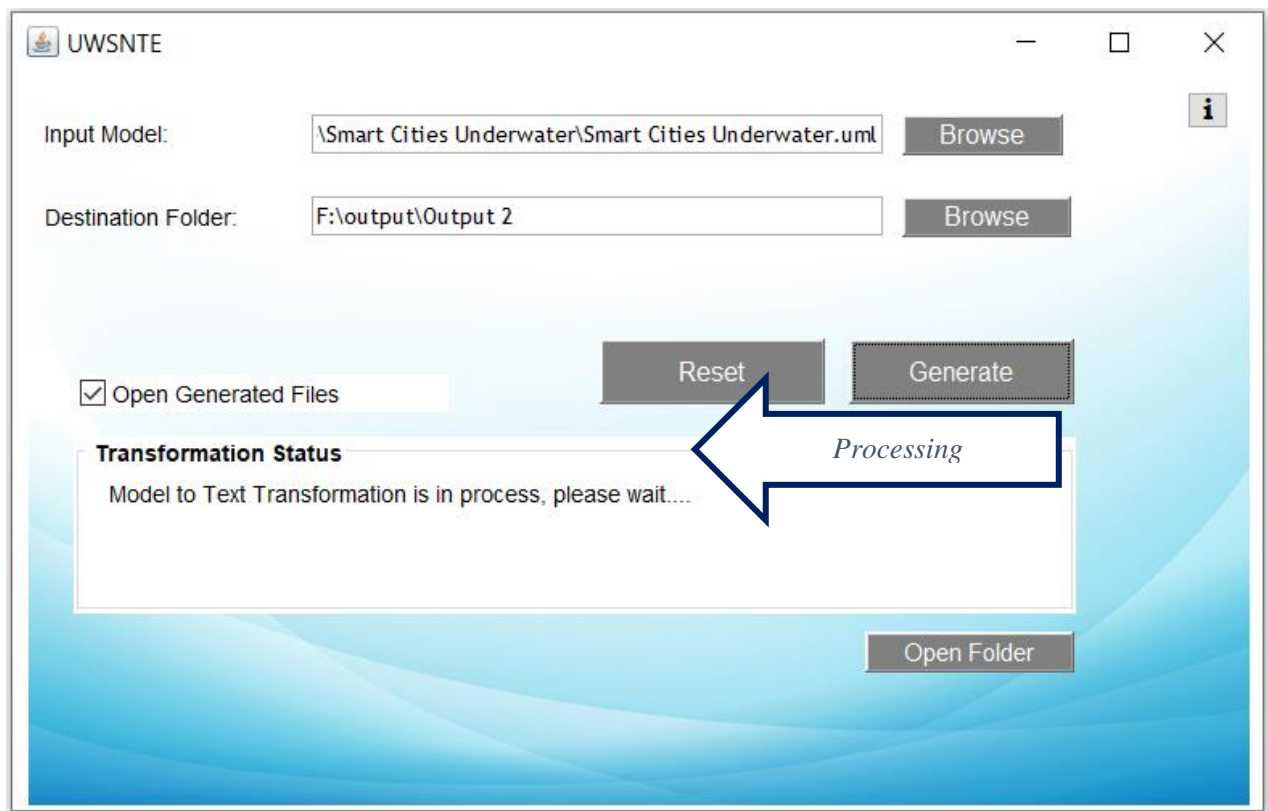 UWSNTE
i
Input Model: \Smart Cities Underwater\Smart Cities Underwater.uml Browse
Destination Folder: F:\output\Output 2 Browse
Reset Generate
Open Generated Files
Processing
Transformation Status
Model to Text Transformation is in process, please wait....
Open Folder